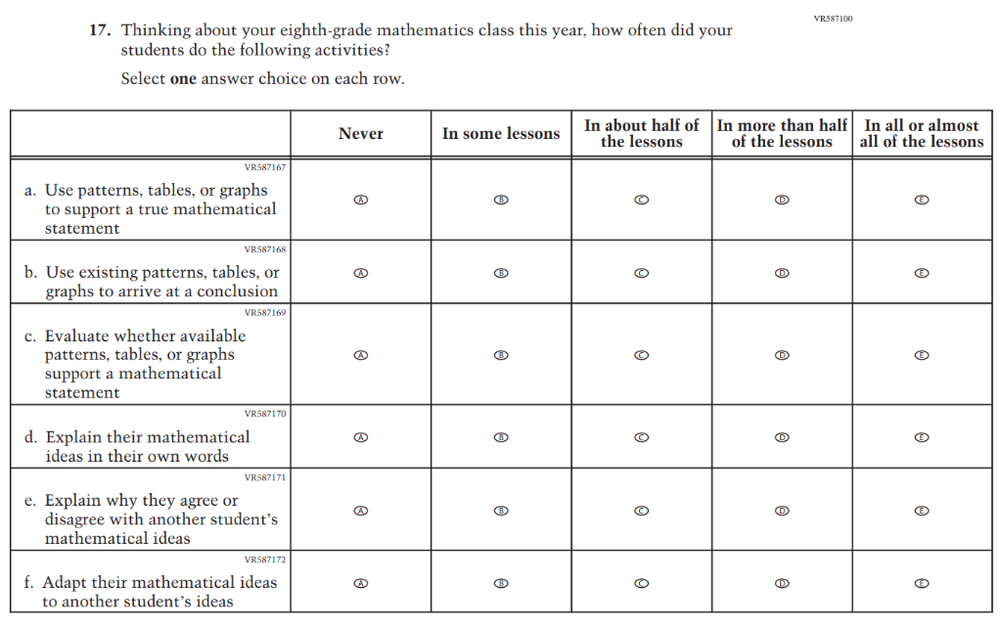 VR587100
17. Thinking about your eighth-grade mathematics class this year, how often did your
students do the following activities?
Select one answer choice on each row.
Never
In some lessons
In about half of
the lessons
In more than half
of the lessons
In all or almost
all of the lessons
VR587167
a. Use patterns, tables, or graphs
to support a true mathematical
statement
A B C D E
VR587168
b. Use existing patterns, tables, or
graphs to arrive at a conclusion
A B C D E
VR587169
c. Evaluate whether available
patterns, tables, or graphs
support a mathematical
statement
A B C D E
VR587170
d. Explain their mathematical
ideas in their own words
A B C D E
VR587171
e. Explain why they agree or
disagree with another student’s
mathematical ideas
A B C D E
VR587172
f. Adapt their mathematical ideas
to another student’s ideas
A B C D E